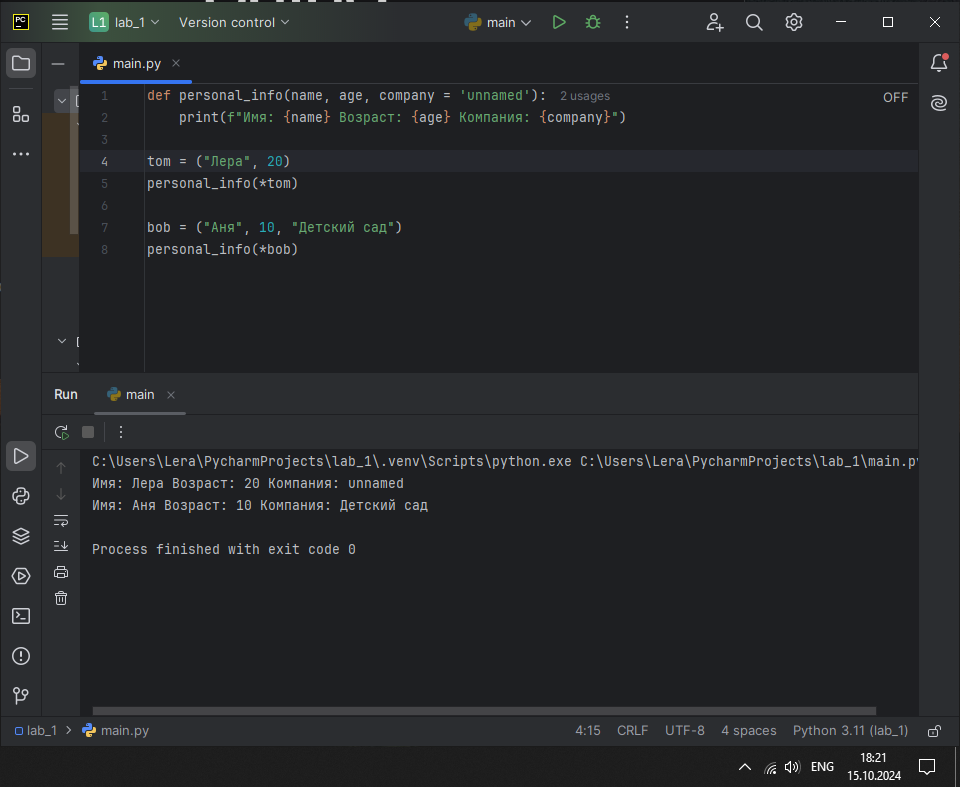 PC L1 lab_1 Version control main
main.py
OFF
1 def personal_info(name, age, company = 'unnamed'): 2 usages
2 print(f"Имя: {name} Возраст: {age} Компания: {company}")
3
4 tom = ("Лера", 20)
5 personal_info(*tom)
6
7 bob = ("Аня", 10, "Детский сад")
8 personal_info(*bob)
Run main
C:\Users\Lera\PycharmProjects\lab_1\.venv\Scripts\python.exe C:\Users\Lera\PycharmProjects\lab_1\main.py
Имя: Лера Возраст: 20 Компания: unnamed
Имя: Аня Возраст: 10 Компания: Детский сад
Process finished with exit code 0
lab_1 > main.py 4:15 CRLF UTF-8 4 spaces Python 3.11 (lab_1)
ENG 18:21
15.10.2024